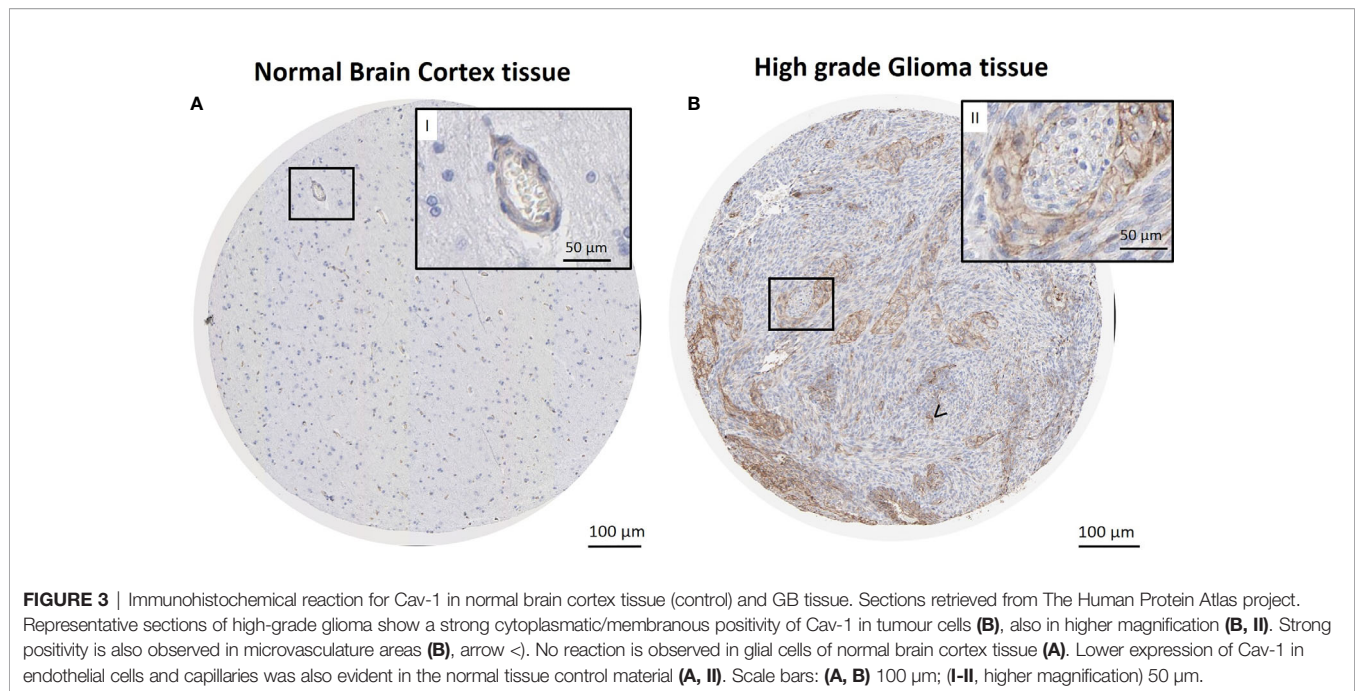 Normal Brain Cortex tissue
High grade Glioma tissue
A
I
50 µm
100 µm
B
II
50 µm
<
100 µm
FIGURE 3 | Immunohistochemical reaction for Cav-1 in normal brain cortex tissue (control) and GB tissue. Sections retrieved from The Human Protein Atlas project.
Representative sections of high-grade glioma show a strong cytoplasmatic/membranous positivity of Cav-1 in tumour cells (B), also in higher magnification (B, II). Strong
positivity is also observed in microvasculature areas (B), arrow <). No reaction is observed in glial cells of normal brain cortex tissue (A). Lower expression of Cav-1 in
endothelial cells and capillaries was also evident in the normal tissue control material (A, II). Scale bars: (A, B) 100 µm; (I-II, higher magnification) 50 µm.